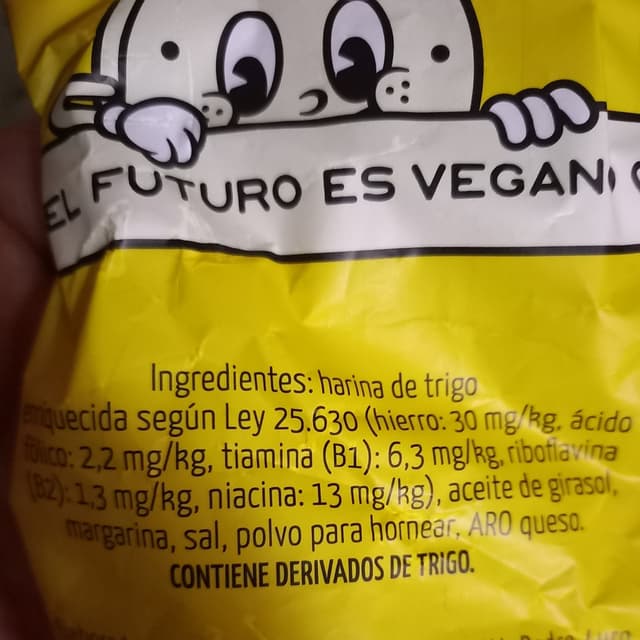 EL FUTURO ES VEGANO
Ingredientes: harina de trigo
enriquecida según Ley 25.630 (hierro: 30 mg/kg, ácido
fólico: 2,2 mg/kg, tiamina (B1): 6,3 mg/kg, riboflavina
(B2): 1,3 mg/kg, niacina: 13 mg/kg), aceite de girasol,
margarina, sal, polvo para hornear, ARO queso.
CONTIENE DERIVADOS DE TRIGO.